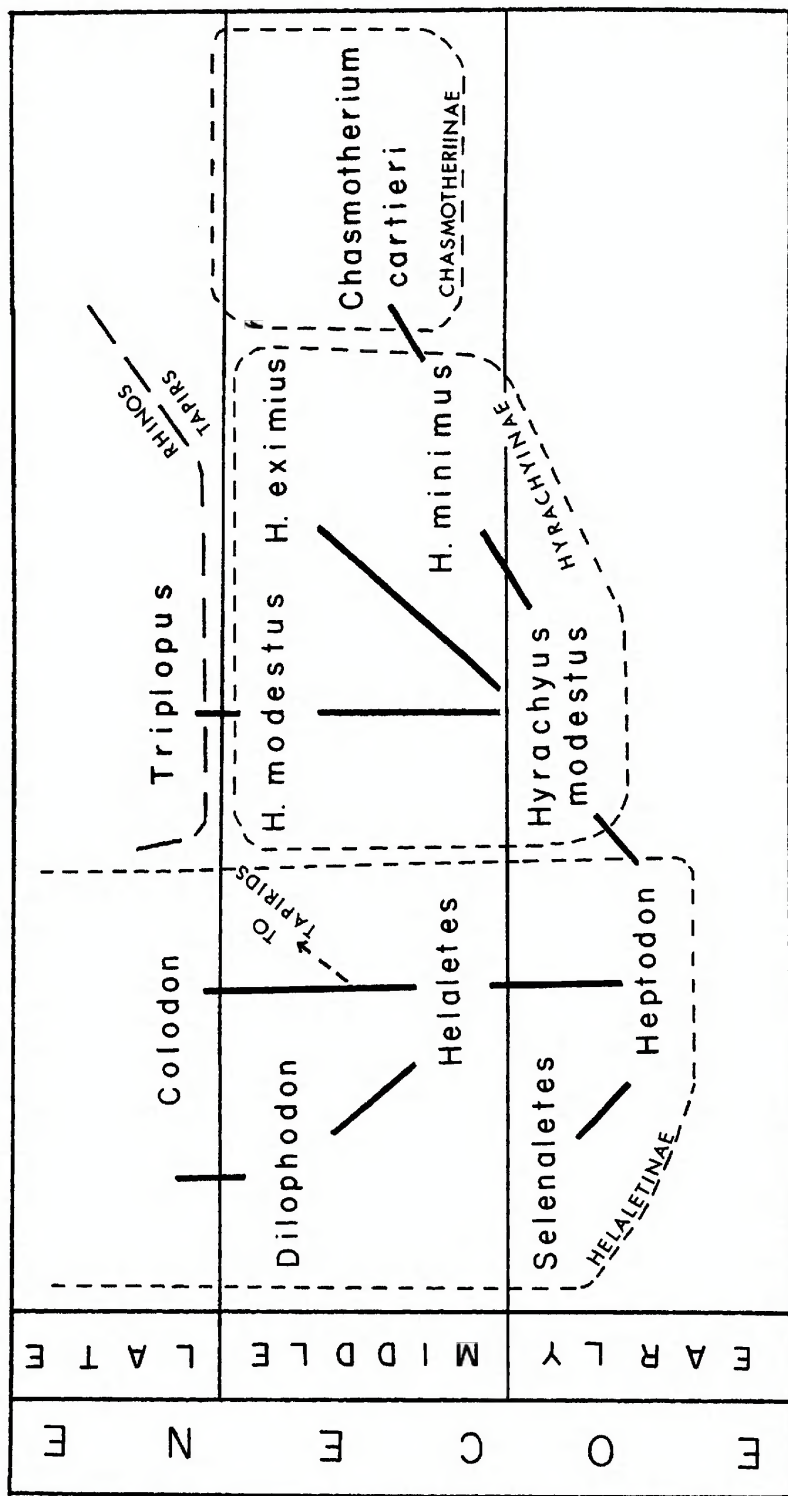 EOCENE
LATE
Colodon
Triplopus
RHINOS
TAPIRS
MIDDLE
TO
TAPIRIDS
Dilophodon
H. modestus
H. eximius
Chasmotherium
cartieri
Helaletes
H. minimus
CHASMOTHERIINAE
EARLY
Selenaletes
Hyrachyus
modestus
HYRACHYINAE
Heptodon
HELALETINAE